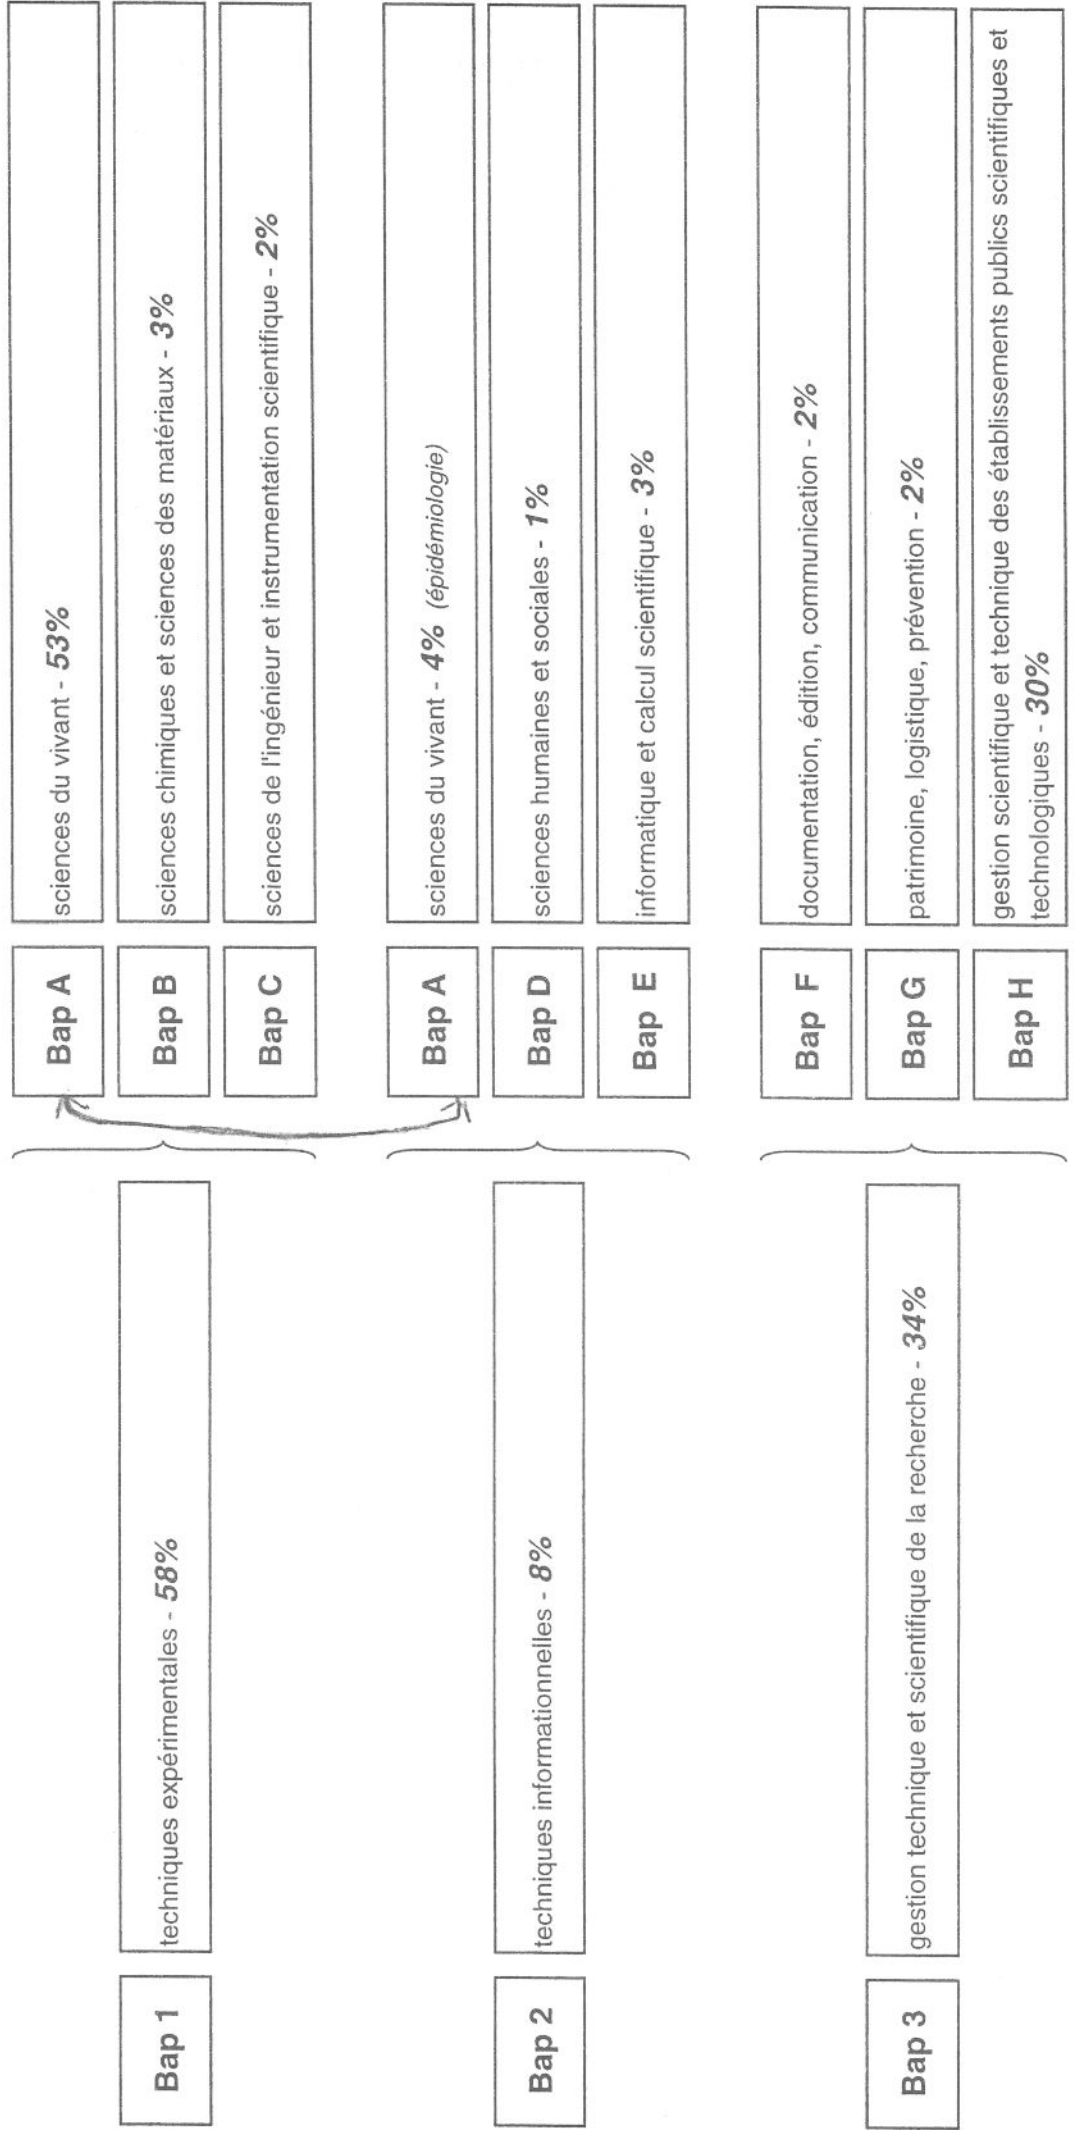 Bap 1
techniques expérimentales - 58%
Bap A
sciences du vivant - 53%
Bap B
sciences chimiques et sciences des matériaux - 3%
Bap C
sciences de l'ingénieur et instrumentation scientifique - 2%
Bap 2
techniques informationnelles - 8%
Bap A
sciences du vivant - 4% (épidémiologie)
Bap D
sciences humaines et sociales - 1%
Bap E
informatique et calcul scientifique - 3%
Bap 3
gestion technique et scientifique de la recherche - 34%
Bap F
documentation, édition, communication - 2%
Bap G
patrimoine, logistique, prévention - 2%
Bap H
gestion scientifique et technique des établissements publics scientifiques et
technologiques - 30%